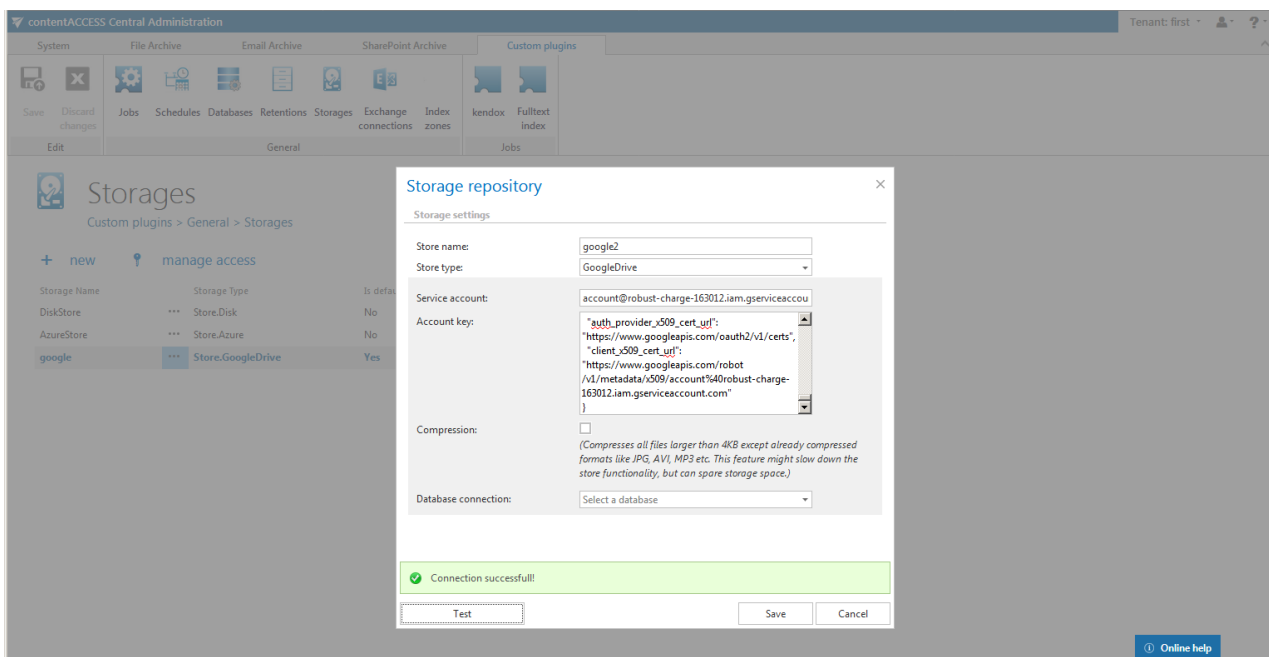 contentACCESS Central Administration
Tenant: first
?
System File Archive Email Archive SharePoint Archive Custom plugins
Save Discard changes Jobs Schedules Databases Retentions Storages Exchange connections Index zones kendox Fulltext index
Edit General Jobs
Storages
Custom plugins > General > Storages
+ new manage access
Storage Name Storage Type Is defau
DiskStore ••• Store.Disk No
AzureStore ••• Store.Azure No
google ••• Store.GoogleDrive Yes
Storage repository
Storage settings
Store name: google2
Store type: GoogleDrive
Service account: account@robust-charge-163012.iam.gserviceaccou
Account key: "auth_provider_x509_cert_url":
"https://www.googleapis.com/oauth2/v1/certs",
"client_x509_cert_url":
"https://www.googleapis.com/robot
/v1/metadata/x509/account%40robust-charge-
163012.iam.gserviceaccount.com"
}
Compression:
(Compresses all files larger than 4KB except already compressed
formats like JPG, AVI, MP3 etc. This feature might slow down the
store functionality, but can spare storage space.)
Database connection: Select a database
Connection successfull!
Test Save Cancel
Online help